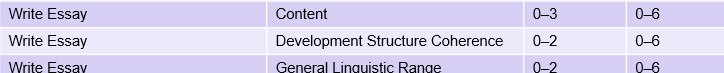 Write Essay Content 0–3 0–6
Write Essay Development Structure Coherence 0–2 0–6
Write Essay General Linguistic Range 0–2 0–6